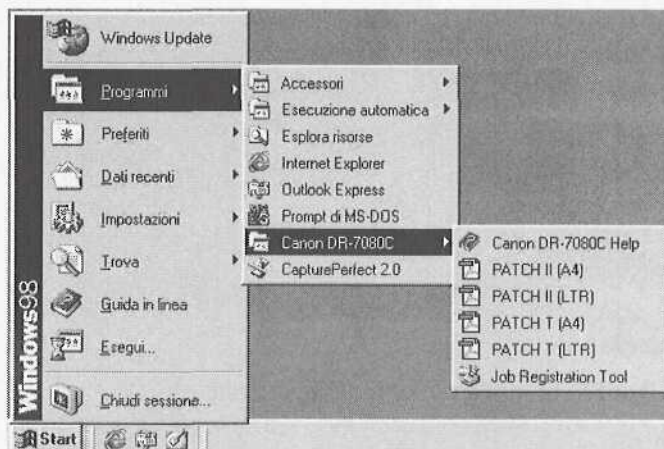 Windows Update
Programmi
Preferiti
Dati recenti
Impostazioni
Trova
Guida in linea
Esegui...
Chiudi sessione...
Windows98
Start
Accessori
Esecuzione automatica
Esplora risorse
Internet Explorer
Outlook Express
Prompt di MS-DOS
Canon DR-7080C
CapturePerfect 2.0
Canon DR-7080C Help
PATCH II (A4)
PATCH II (LTR)
PATCH T (A4)
PATCH T (LTR)
Job Registration Tool